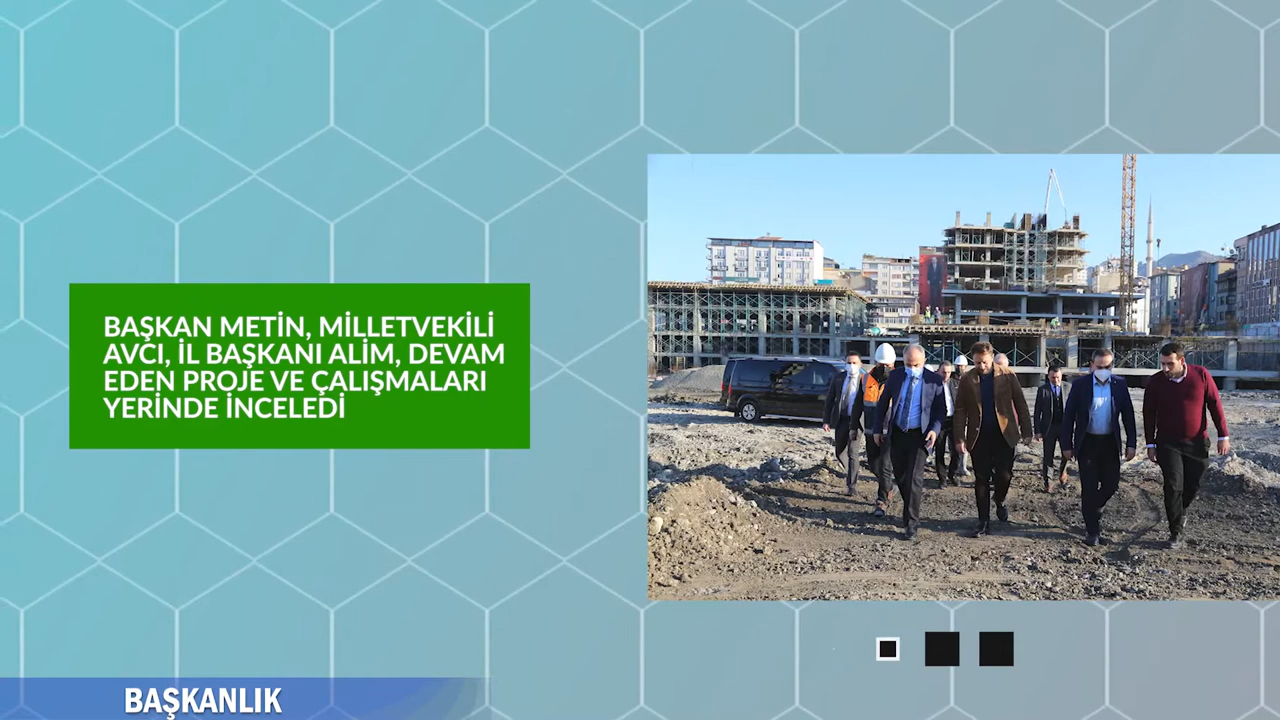 BAŞKAN METİN, MİLLETVEKİLİ
AVCI, İL BAŞKANI ALİM, DEVAM
EDEN PROJE VE ÇALIŞMALARI
YERİNDE İNCELEDİ
BAŞKANLIK